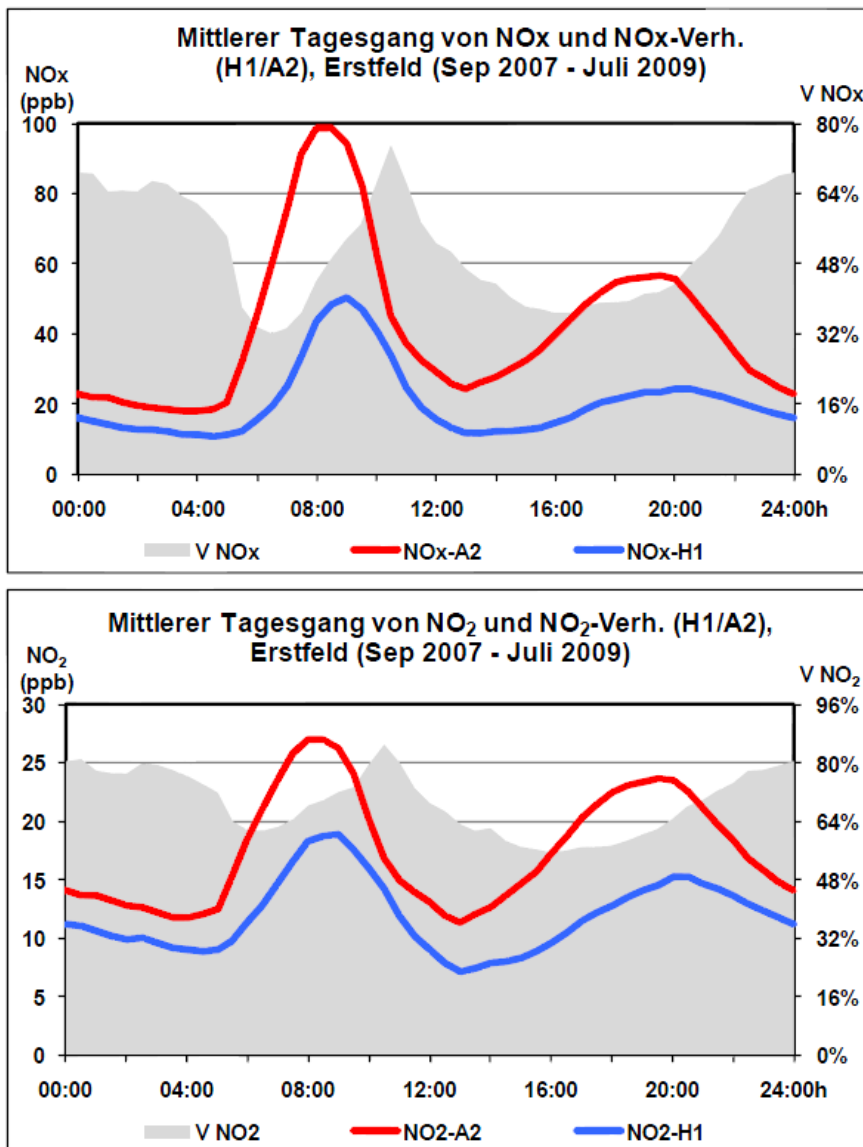 Mittlerer Tagesgang von NOx und NOx-Verh.
(H1/A2), Erstfeld (Sep 2007 - Juli 2009)
NOx
(ppb)
V NOx
100
80
60
40
20
0
80%
64%
48%
32%
16%
0%
00:00 04:00 08:00 12:00 16:00 20:00 24:00h
V NOx NOx-A2 NOx-H1
Mittlerer Tagesgang von NO₂ und NO₂-Verh. (H1/A2),
Erstfeld (Sep 2007 - Juli 2009)
NO₂
(ppb)
V NO₂
30
25
20
15
10
5
0
96%
80%
64%
48%
32%
16%
0%
00:00 04:00 08:00 12:00 16:00 20:00 24:00h
V NO2 NO2-A2 NO2-H1